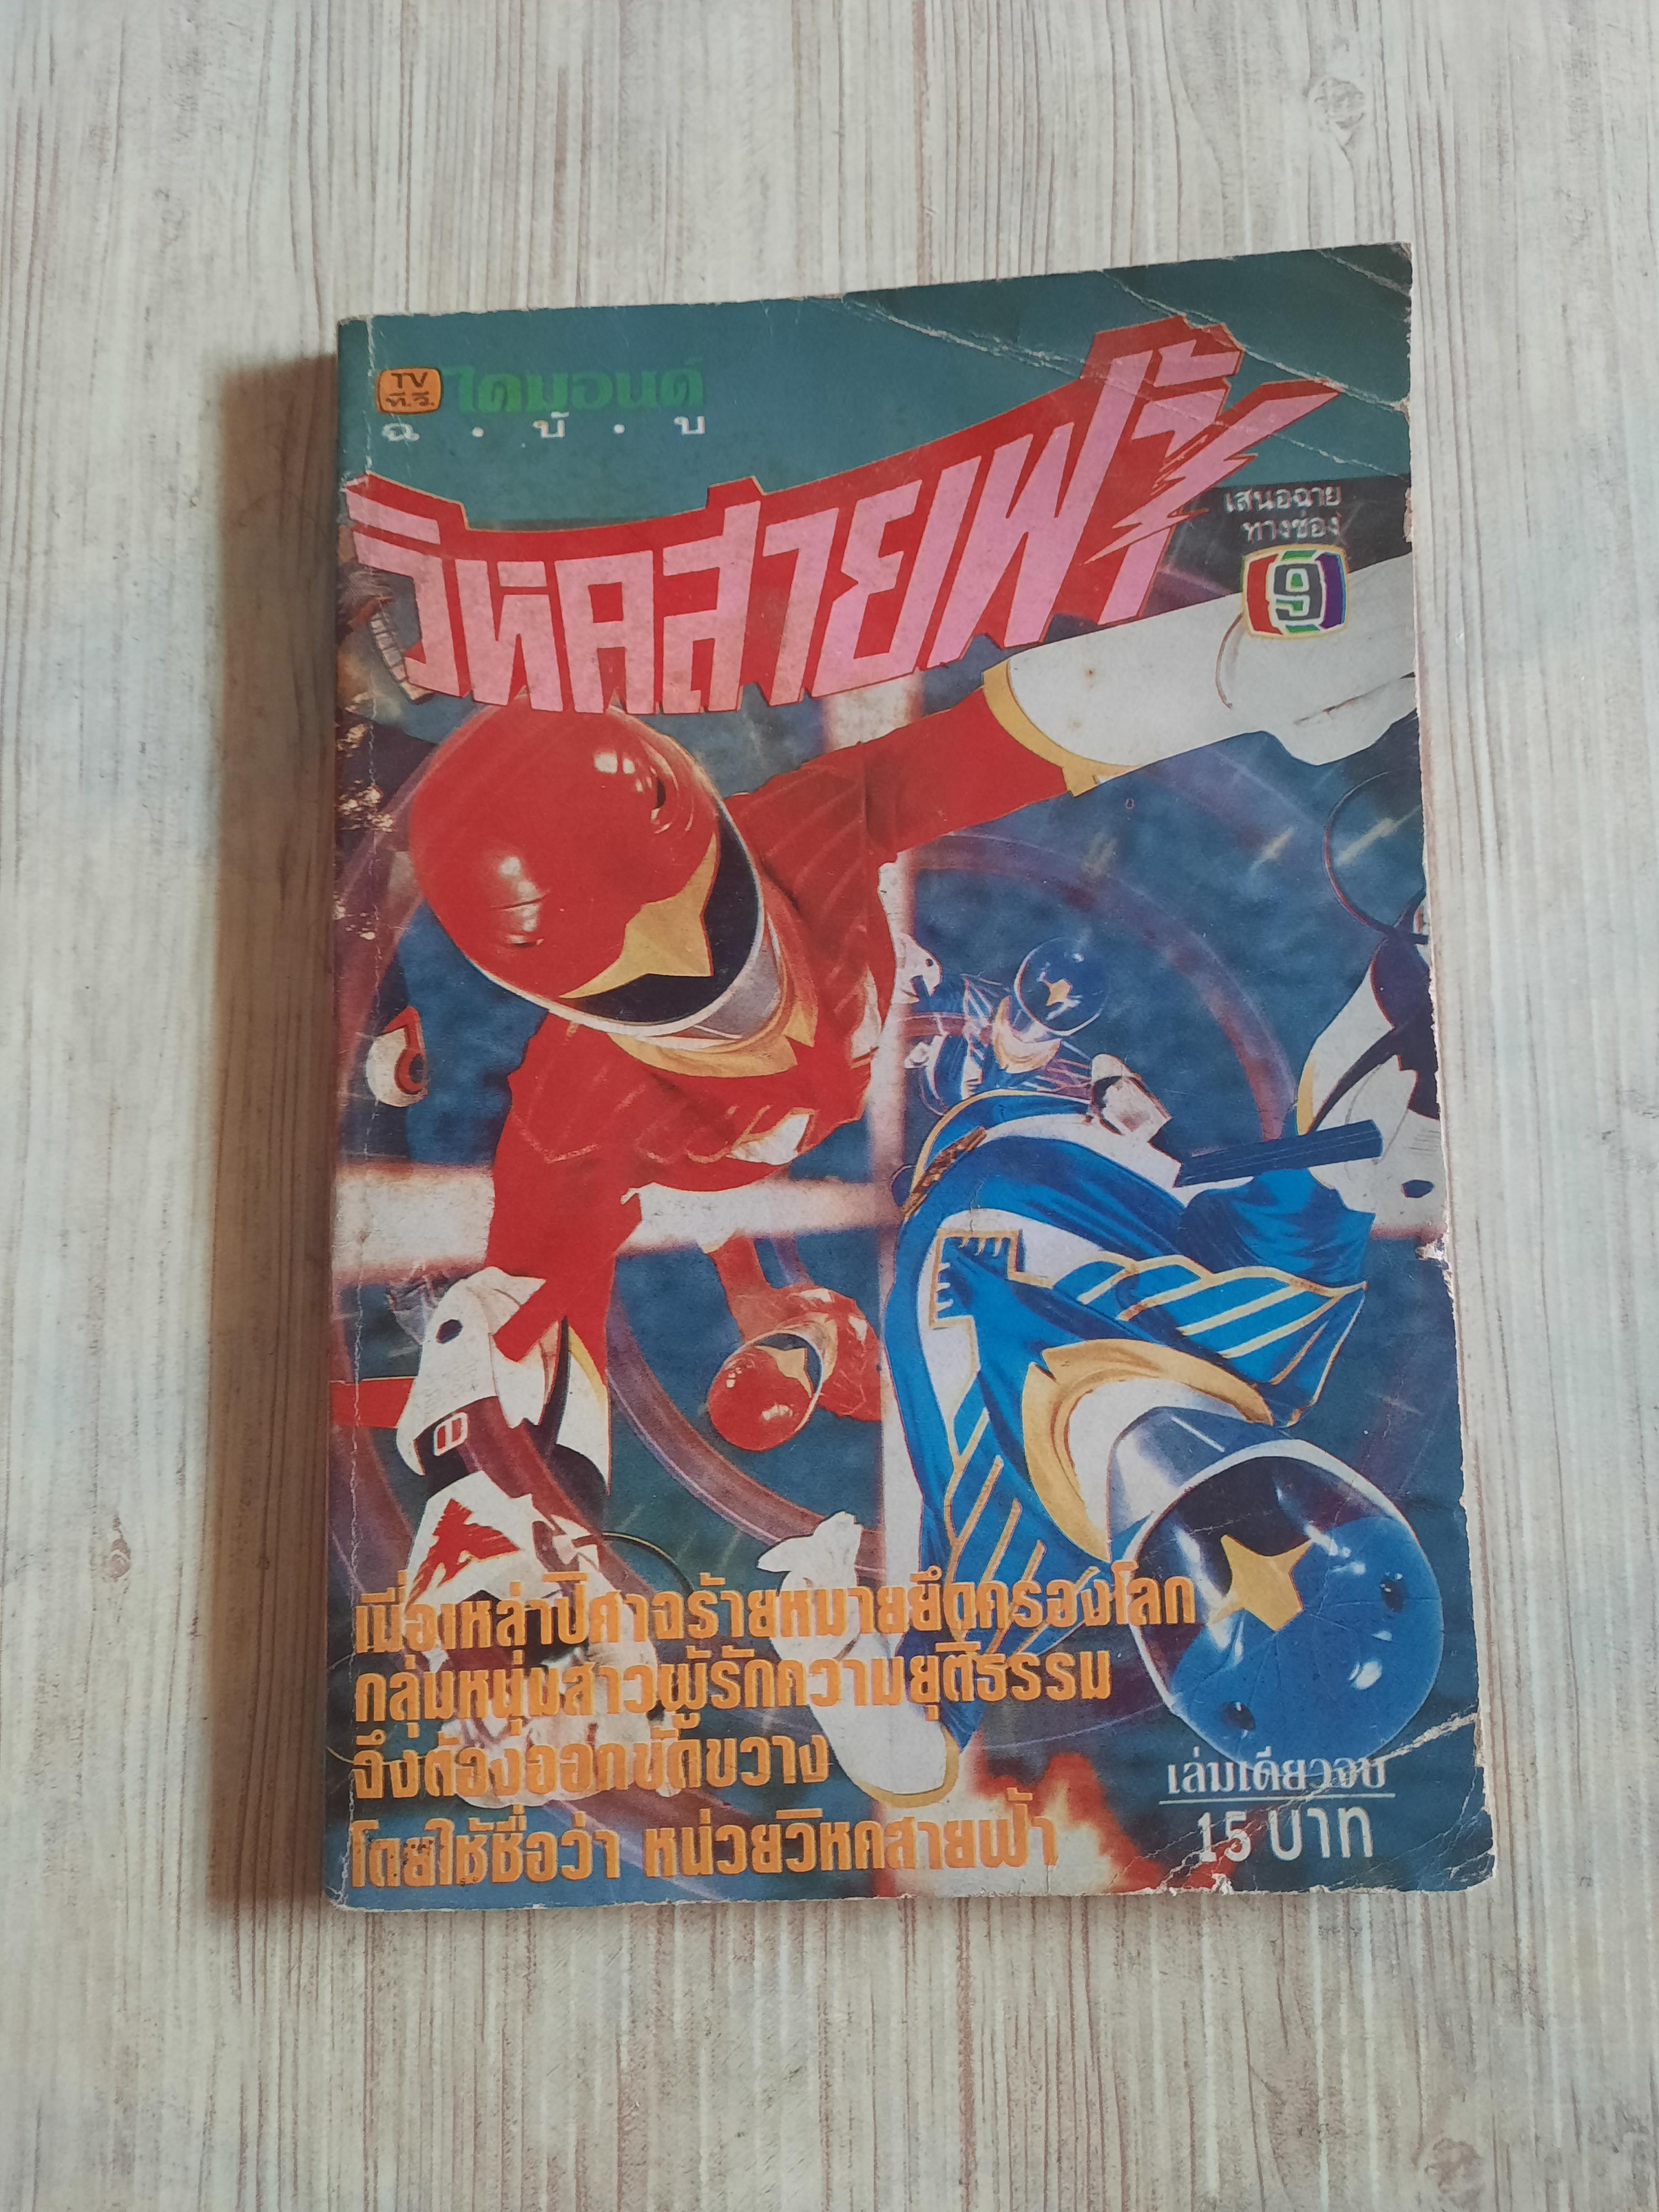 TV
ที.วี.
ไดมอนด์
ฉ.บั.บ
วิหคสายฟ้า
เสนอฉาย
ทางช่อง
9
เมื่อเหล่าปิศาจร้ายหมายยึดครองโลก
กลุ่มหนุ่มสาวผู้รักความยุติธรรม
จึงต้องออกขัดขวาง
โดยใช้ชื่อว่า หน่วยวิหคสายฟ้า
เล่มเดียวจบ
15 บาท